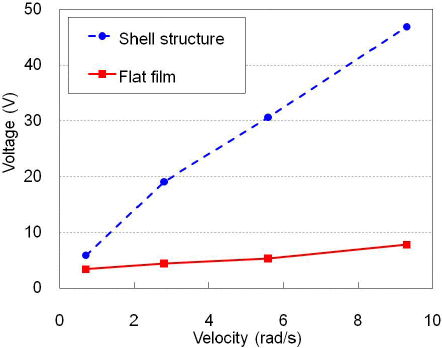 50
40
30
20
10
0
Voltage (V)
Shell structure
Flat film
0 2 4 6 8 10
Velocity (rad/s)